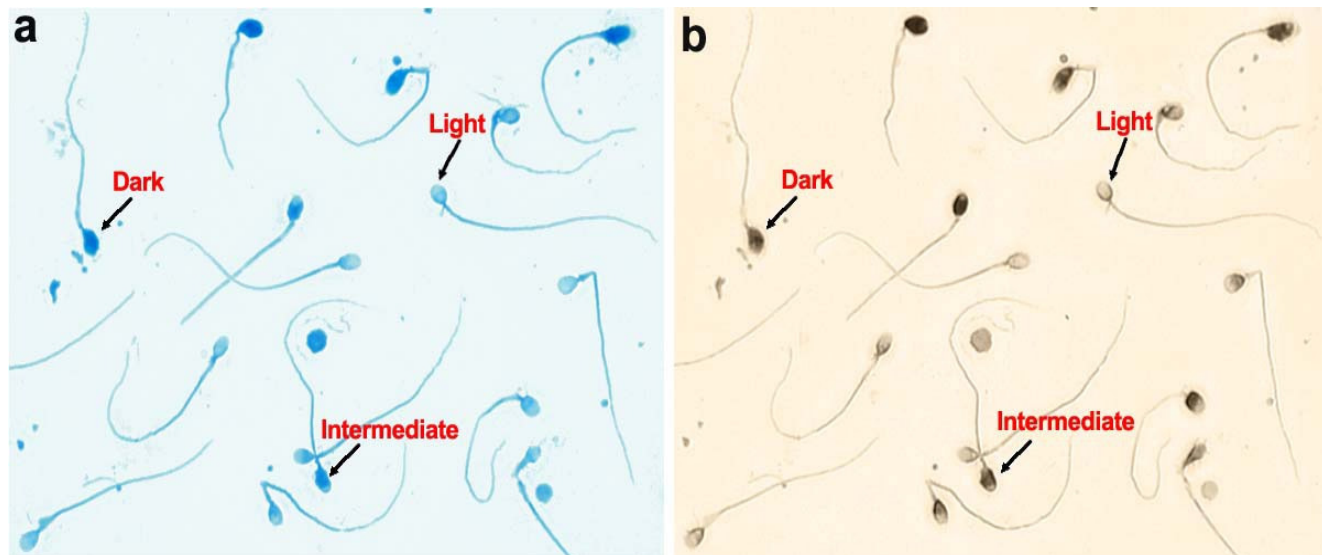 a
Light
Dark
Intermediate
b
Light
Dark
Intermediate